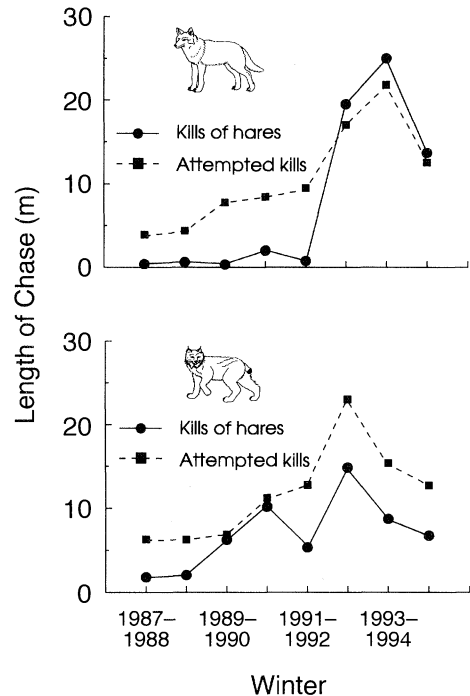 30
20
10
0
Kills of hares
Attempted kills
Length of Chase (m)
30
20
10
0
Kills of hares
Attempted kills
1987– 1989– 1991– 1993–
1988 1990 1992 1994
Winter